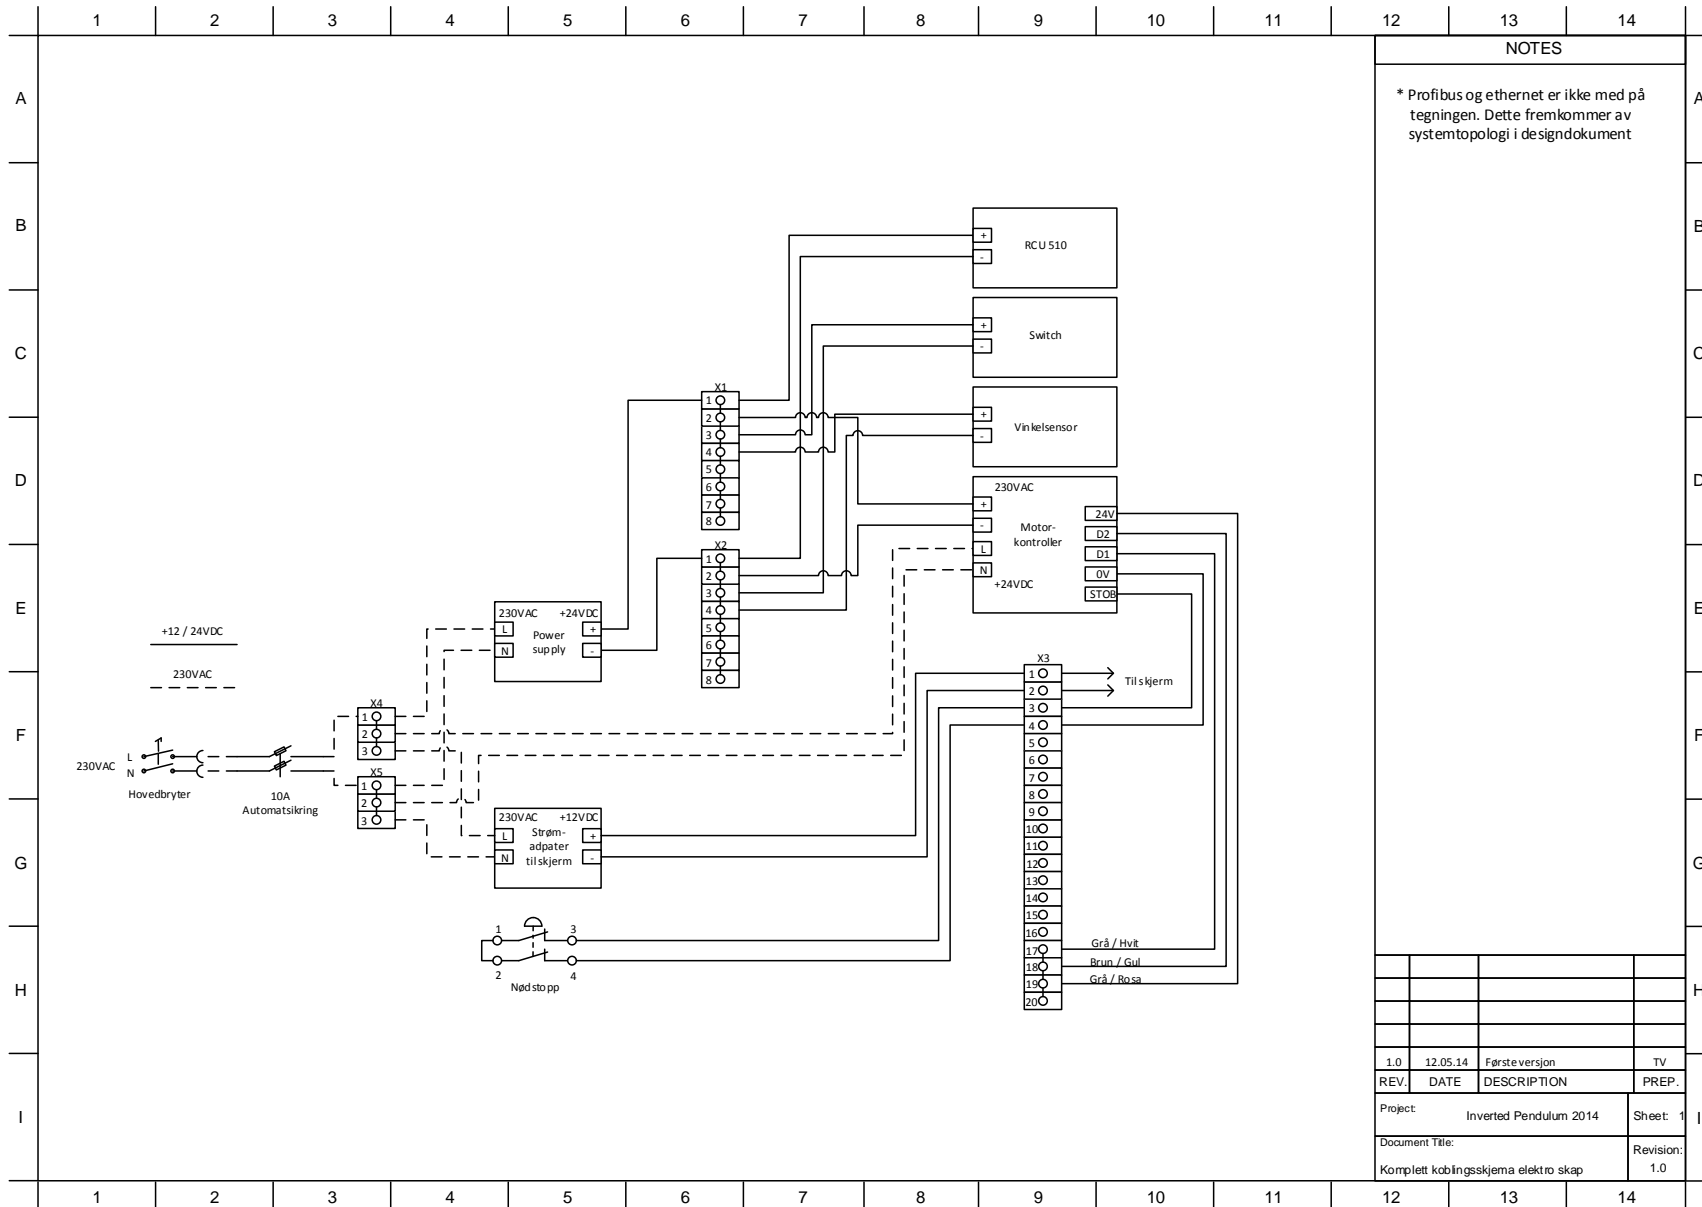 1 2 3 4 5 6 7 8 9 10 11 12 13 14
NOTES
* Profibus og ethernet er ikke med på
tegningen. Dette fremkommer av
systemtopologi i designdokument
A A
B B
C C
D D
E E
F F
G G
H H
I I
+
-
RCU 510
+
-
Switch
+
-
Vinkelsensor
230VAC
+
-
L
N
Motor-
kontroller
+24VDC
24V
D2
D1
0V
STOB
X1
1
2
3
4
5
6
7
8
X2
1
2
3
4
5
6
7
8
+12 / 24VDC
230VAC
230VAC +24VDC
L
N
Power
supply
+
-
X3
1
2
3
4
5
6
7
8
9
10
11
12
13
14
15
16
17
18
19
20
Til skjerm
X4
1
2
3
X5
1
2
3
230VAC
L
N
Hovedbryter
10A
Automatsikring
230VAC +12VDC
L
N
Strøm-
adpater
til skjerm
+
-
1 3
2 4
Nødstopp
Grå / Hvit
Brun / Gul
Grå / Rosa
1.0 12.05.14 Første versjon TV
REV. DATE DESCRIPTION PREP.
Project:
Inverted Pendulum 2014
Sheet: 1
Document Title:
Komplett koblingsskjema elektro skap
Revision:
1.0
1 2 3 4 5 6 7 8 9 10 11 12 13 14